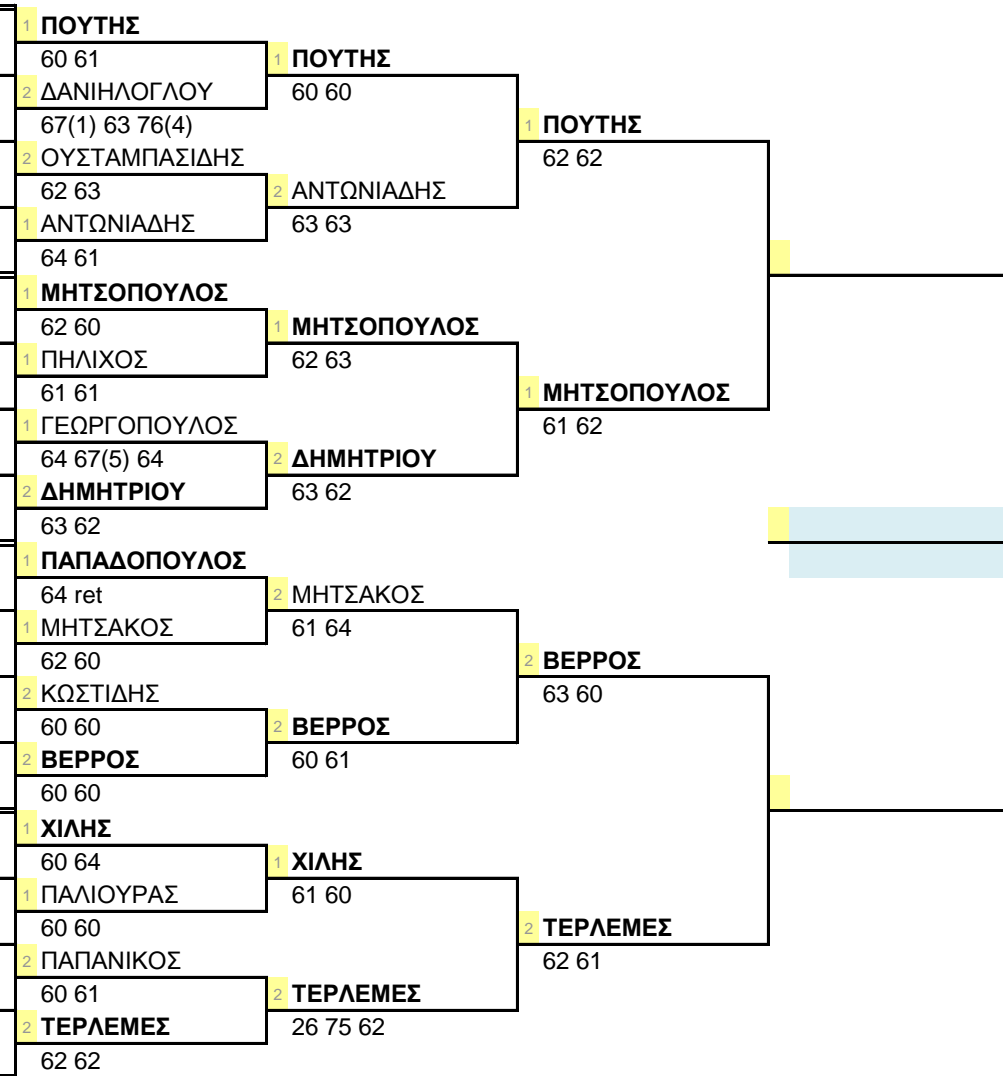 1 ΠΟΥΤΗΣ
60 61
1 ΠΟΥΤΗΣ
2 ΔΑΝΙΗΛΟΓΛΟΥ
60 60
67(1) 63 76(4)
1 ΠΟΥΤΗΣ
2 ΟΥΣΤΑΜΠΑΣΙΔΗΣ
62 62
62 63
2 ΑΝΤΩΝΙΑΔΗΣ
1 ΑΝΤΩΝΙΑΔΗΣ
63 63
64 61
1 ΜΗΤΣΟΠΟΥΛΟΣ
62 60
1 ΜΗΤΣΟΠΟΥΛΟΣ
1 ΠΗΛΙΧΟΣ
62 63
61 61
1 ΜΗΤΣΟΠΟΥΛΟΣ
1 ΓΕΩΡΓΟΠΟΥΛΟΣ
61 62
64 67(5) 64
2 ΔΗΜΗΤΡΙΟΥ
2 ΔΗΜΗΤΡΙΟΥ
63 62
63 62
1 ΠΑΠΑΔΟΠΟΥΛΟΣ
64 ret
2 ΜΗΤΣΑΚΟΣ
1 ΜΗΤΣΑΚΟΣ
61 64
62 60
2 ΒΕΡΡΟΣ
2 ΚΩΣΤΙΔΗΣ
63 60
60 60
2 ΒΕΡΡΟΣ
2 ΒΕΡΡΟΣ
60 61
60 60
1 ΧΙΛΗΣ
60 64
1 ΧΙΛΗΣ
1 ΠΑΛΙΟΥΡΑΣ
61 60
60 60
2 ΤΕΡΛΕΜΕΣ
2 ΠΑΠΑΝΙΚΟΣ
62 61
60 61
2 ΤΕΡΛΕΜΕΣ
2 ΤΕΡΛΕΜΕΣ
26 75 62
62 62